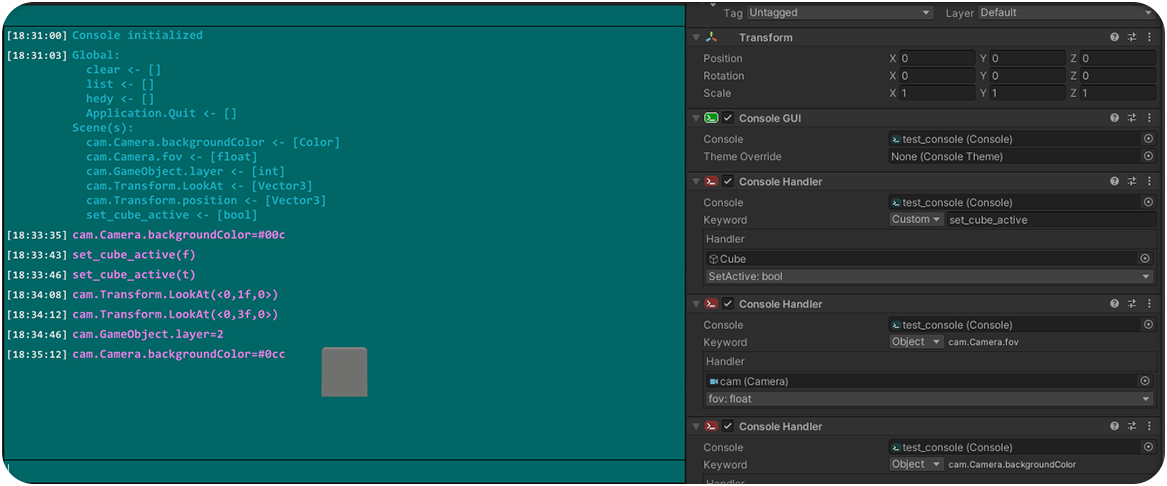 [18:31:00] Console initialized
[18:31:03] Global:
clear <- []
list <- []
hedy <- []
Application.Quit <- []
Scene(s):
cam.Camera.backgroundColor <- [Color]
cam.Camera.fov <- [float]
cam.GameObject.layer <- [int]
cam.Transform.LookAt <- [Vector3]
cam.Transform.position <- [Vector3]
set_cube_active <- [bool]
[18:33:35] cam.Camera.backgroundColor=#00c
[18:33:43] set_cube_active(f)
[18:33:46] set_cube_active(t)
[18:34:08] cam.Transform.LookAt(<0,1f,0>)
[18:34:12] cam.Transform.LookAt(<0,3f,0>)
[18:34:46] cam.GameObject.layer=2
[18:35:12] cam.Camera.backgroundColor=#0cc
Tag Untagged Layer Default
Transform
Position X 0 Y 0 Z 0
Rotation X 0 Y 0 Z 0
Scale X 1 Y 1 Z 1
Console GUI
Console test_console (Console)
Theme Override None (Console Theme)
Console Handler
Console test_console (Console)
Keyword Custom set_cube_active
Handler
Cube
SetActive: bool
Console Handler
Console test_console (Console)
Keyword Object cam.Camera.fov
Handler
cam (Camera)
fov: float
Console Handler
Console test_console (Console)
Keyword Object cam.Camera.backgroundColor
Handler